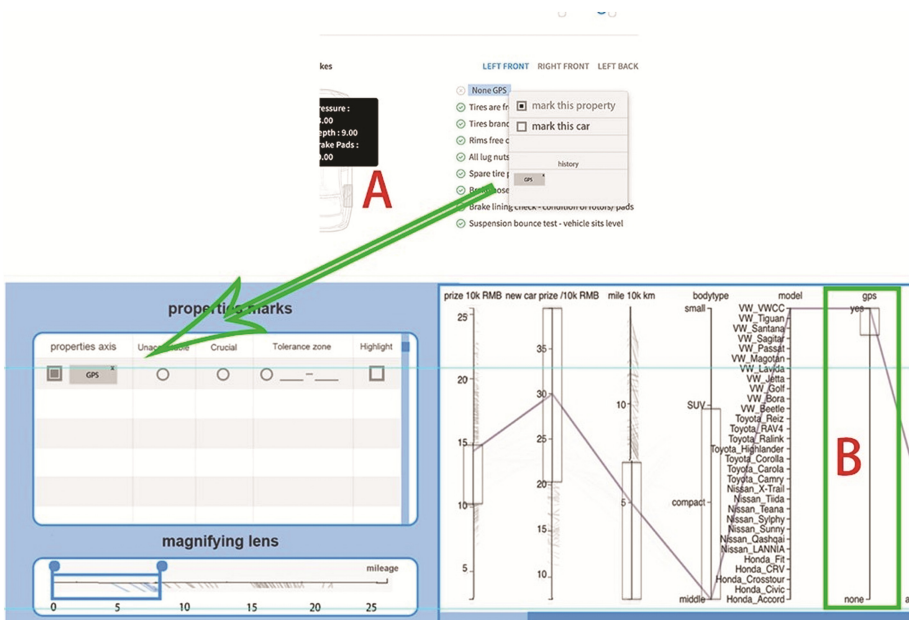 kes
LEFT FRONT RIGHT FRONT LEFT BACK
None GPS
Tires are fr
Tires branc
Rims free c
All lug nuts
Spare tire p
hose
Brake lining check - condition of rotors/ pads
Suspension bounce test - vehicle sits level
mark this property
mark this car
history
GPS
x
essure :
.00
epth : 9.00
rake Pads :
.00
A
properties marks
properties axis
Crucial
Tolerance zone
Highlight
GPS
x
magnifying lens
mileage
0 5 10 15 20 25
prize 10k RMB
new car prize /10k RMB
mile 10k km
bodytype
model
gps
25
20
15
10
5
35
30
25
20
15
10
10
5
small
SUV
compact
middle
VW_VWCC
VW_Tiguan
VW_Santana
VW_Sagitar
VW_Passat
VW_Magotan
VW_Lavida
VW_Jetta
VW_Golf
VW_Bora
VW_Beetle
Toyota_Reiz
Toyota_RAV4
Toyota_Ralink
Toyota_Highlander
Toyota_Corolla
Toyota_Carola
Toyota_Camry
Nissan_X-Trail
Nissan_Tiida
Nissan_Teana
Nissan_Sylphy
Nissan_Sunny
Nissan_Qashqai
Nissan_LANNIA
Honda_Fit
Honda_CRV
Honda_Crosstour
Honda_Civic
Honda_Accord
yes
none
B
a